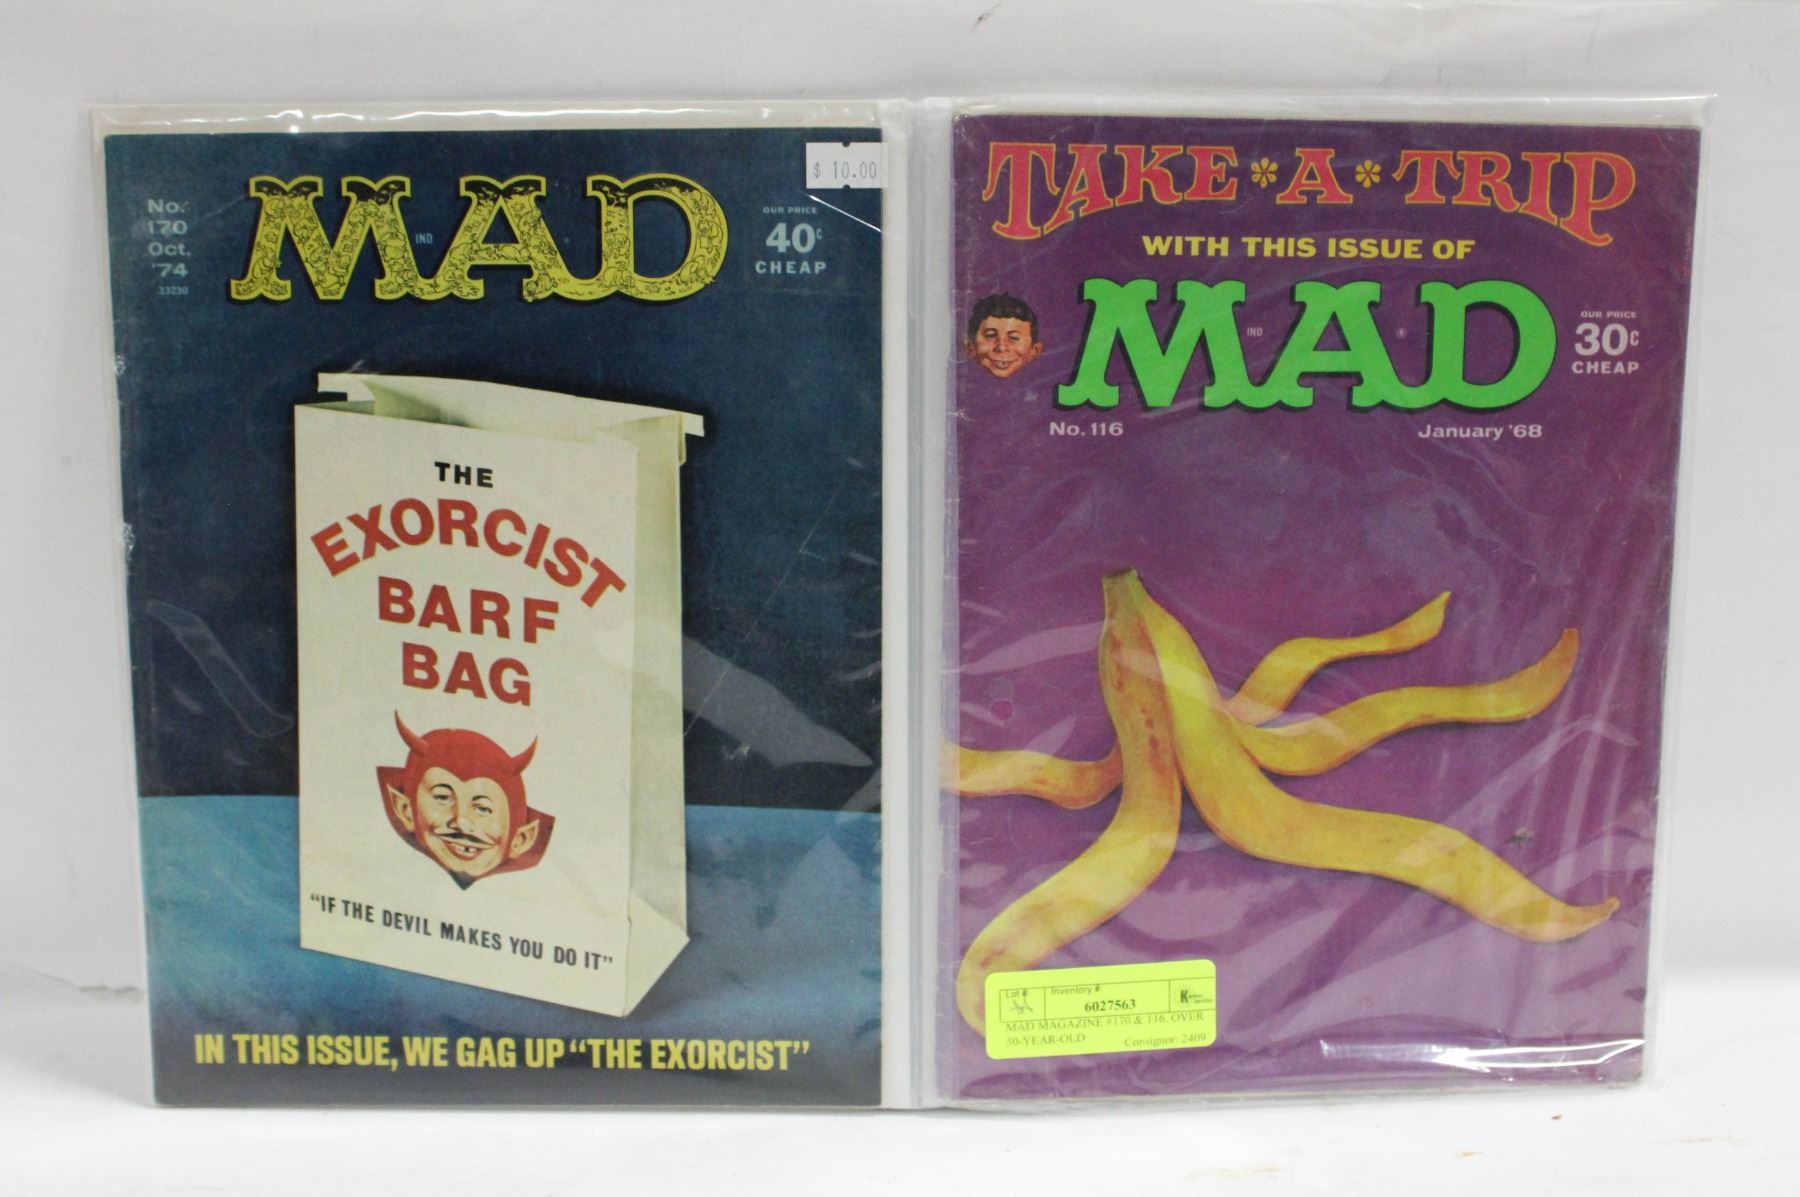 $ 10.00
No.
170
Oct.
'74
33230
MAD
IND
OUR PRICE
40c
CHEAP
THE
EXORCIST
BARF
BAG
"IF THE DEVIL MAKES YOU DO IT"
IN THIS ISSUE, WE GAG UP "THE EXORCIST"
TAKE*A*TRIP
WITH THIS ISSUE OF
MAD
IND
®
OUR PRICE
30c
CHEAP
No. 116
January '68
Lot #
Inventory #
6027563
MAD MAGAZINE #170 & 116. OVER
50-YEAR-OLD
Consignor: 2409